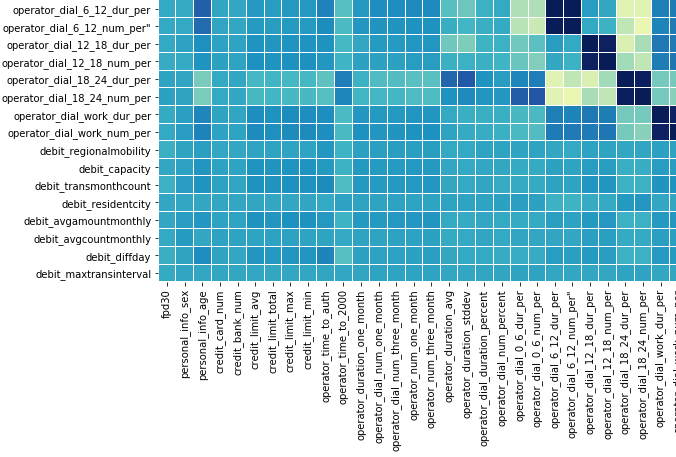 operator_dial_6_12_dur_per
operator_dial_6_12_num_per"
operator_dial_12_18_dur_per
operator_dial_12_18_num_per
operator_dial_18_24_dur_per
operator_dial_18_24_num_per
operator_dial_work_dur_per
operator_dial_work_num_per
debit_regionalmobility
debit_capacity
debit_transmonthcount
debit_residentcity
debit_avgamountmonthly
debit_avgcountmonthly
debit_diffday
debit_maxtransinterval
fpd30
personal_info_sex
personal_info_age
credit_card_num
credit_bank_num
credit_limit_avg
credit_limit_total
credit_limit_max
credit_limit_min
operator_time_to_auth
operator_time_to_2000
operator_duration_one_month
operator_dial_num_one_month
operator_dial_num_three_month
operator_num_one_month
operator_num_three_month
operator_duration_avg
operator_duration_stddev
operator_dial_duration_percent
operator_dial_num_percent
operator_dial_0_6_dur_per
operator_dial_0_6_num_per
operator_dial_6_12_dur_per
operator_dial_6_12_num_per"
operator_dial_12_18_dur_per
operator_dial_12_18_num_per
operator_dial_18_24_dur_per
operator_dial_18_24_num_per
operator_dial_work_dur_per